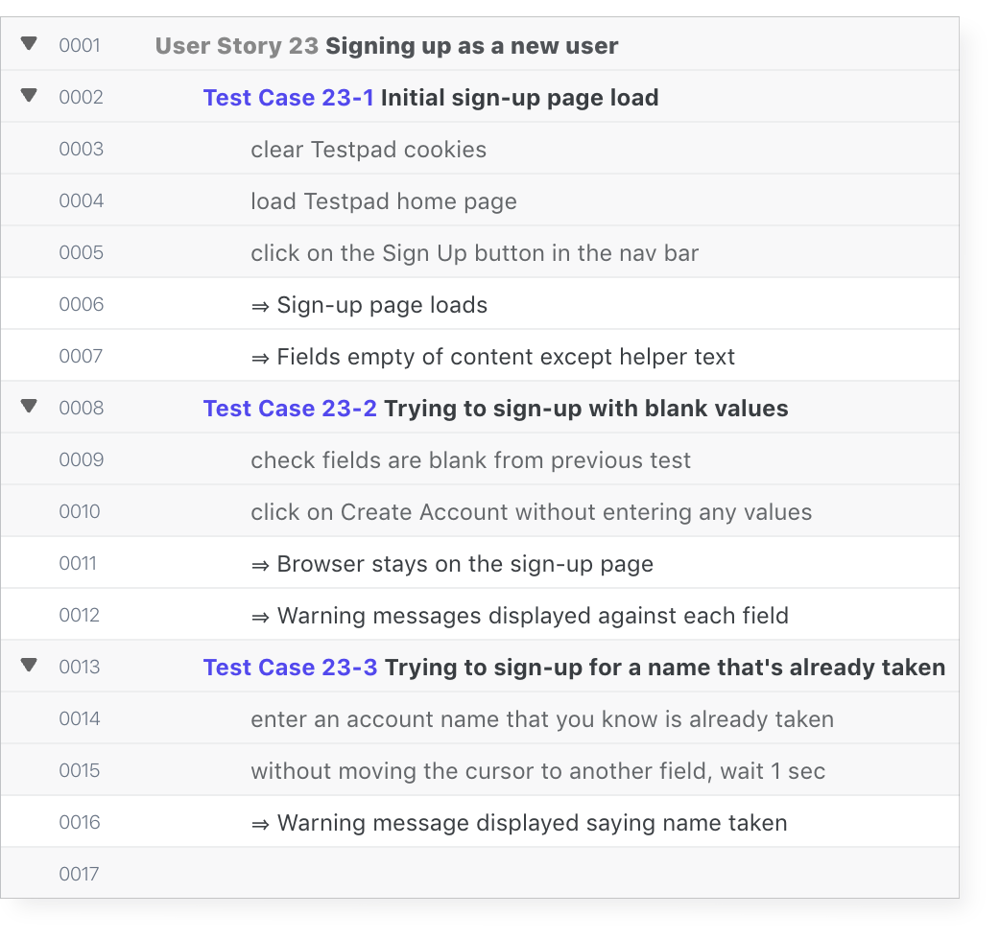 0001 User Story 23 Signing up as a new user
0002 Test Case 23-1 Initial sign-up page load
0003 clear Testpad cookies
0004 load Testpad home page
0005 click on the Sign Up button in the nav bar
0006 ⇒ Sign-up page loads
0007 ⇒ Fields empty of content except helper text
0008 Test Case 23-2 Trying to sign-up with blank values
0009 check fields are blank from previous test
0010 click on Create Account without entering any values
0011 ⇒ Browser stays on the sign-up page
0012 ⇒ Warning messages displayed against each field
0013 Test Case 23-3 Trying to sign-up for a name that's already taken
0014 enter an account name that you know is already taken
0015 without moving the cursor to another field, wait 1 sec
0016 ⇒ Warning message displayed saying name taken
0017